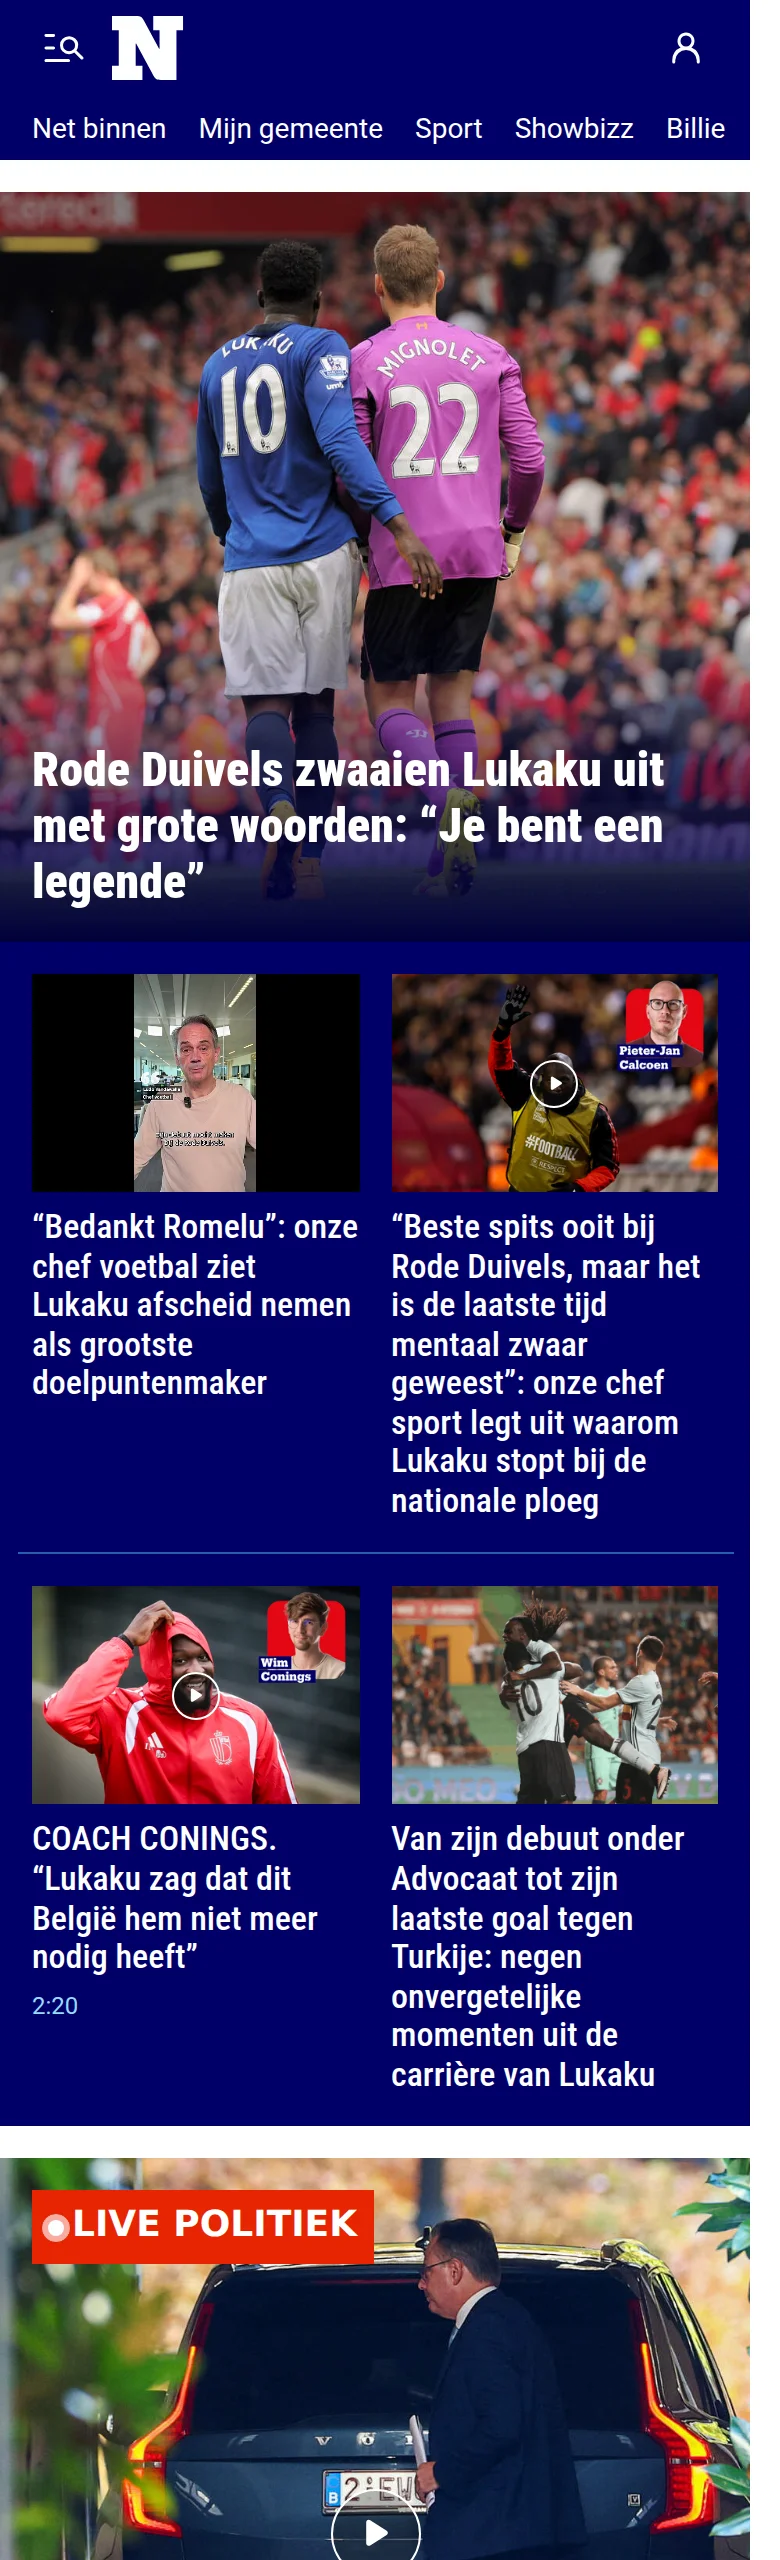 N
Net binnen Mijn gemeente Sport Showbizz Billie
LUKAKU
10
MIGNOLET
22
Rode Duivels zwaaien Lukaku uit
met grote woorden: “Je bent een
legende”
Chef voetbal
Pieter-Jan
Calcoen
#FOOTBALL
RESPECT
“Bedankt Romelu”: onze
chef voetbal ziet
Lukaku afscheid nemen
als grootste
doelpuntenmaker
“Beste spits ooit bij
Rode Duivels, maar het
is de laatste tijd
mentaal zwaar
geweest”: onze chef
sport legt uit waarom
Lukaku stopt bij de
nationale ploeg
Wim
Conings
10
2
MEO
COACH CONINGS.
“Lukaku zag dat dit
België hem niet meer
nodig heeft”
2:20
Van zijn debuut onder
Advocaat tot zijn
laatste goal tegen
Turkije: negen
onvergetelijke
momenten uit de
carrière van Lukaku
LIVE POLITIEK
B